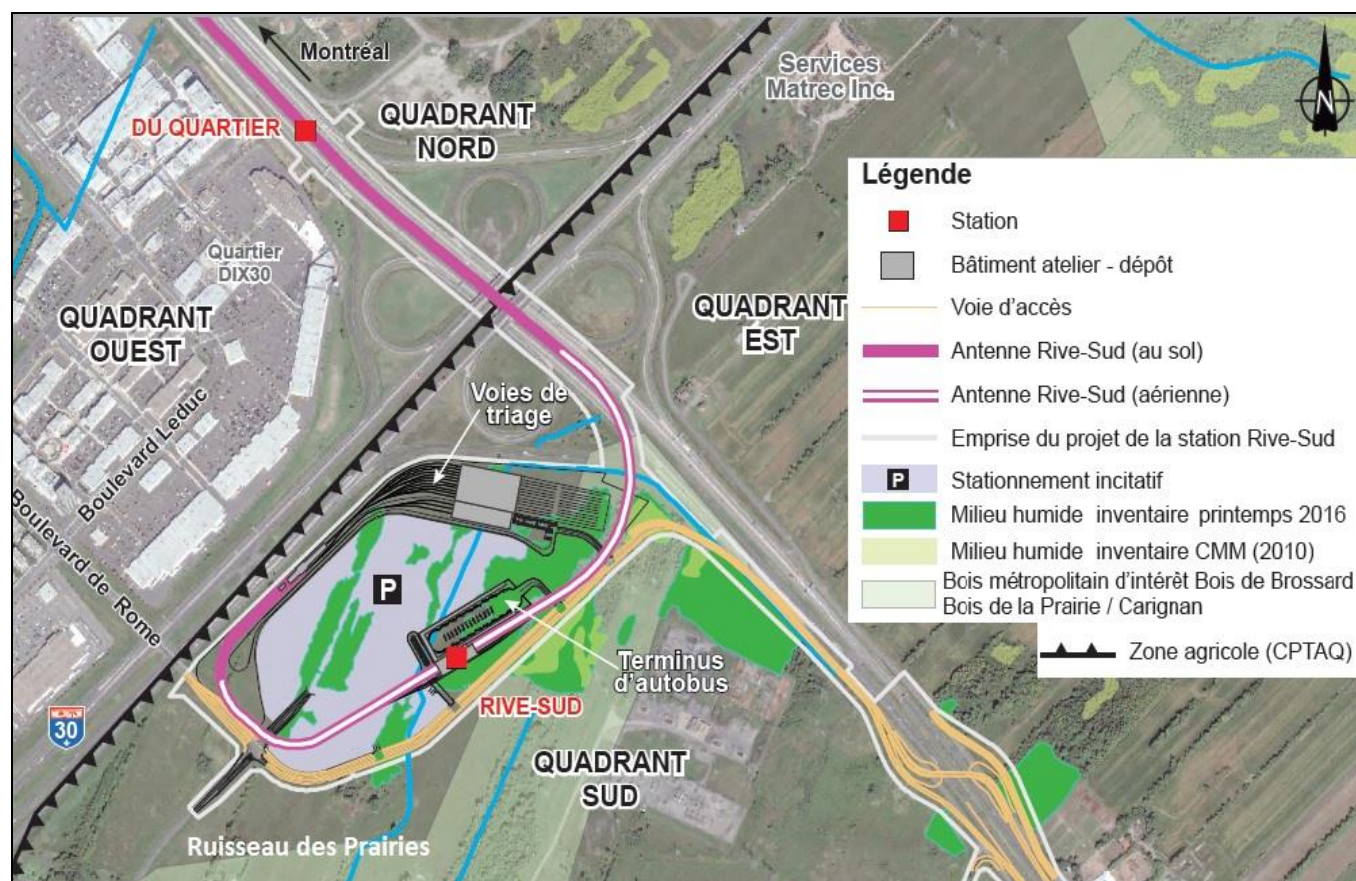 Montréal
Services
Matrec Inc.
N
DU QUARTIER
QUADRANT
NORD
Légende
Station
Bâtiment atelier - dépôt
Voie d'accès
Antenne Rive-Sud (au sol)
Antenne Rive-Sud (aérienne)
Emprise du projet de la station Rive-Sud
P
Stationnement incitatif
Milieu humide inventaire printemps 2016
Milieu humide inventaire CMM (2010)
Bois métropolitain d'intérêt Bois de Brossard
Bois de la Prairie / Carignan
Zone agricole (CPTAQ)
Quartier
DIX30
QUADRANT
OUEST
QUADRANT
EST
Boulevard Leduc
Boulevard de Rome
Voies de
triage
P
Terminus
d'autobus
RIVE-SUD
30
QUADRANT
SUD
Ruisseau des Prairies